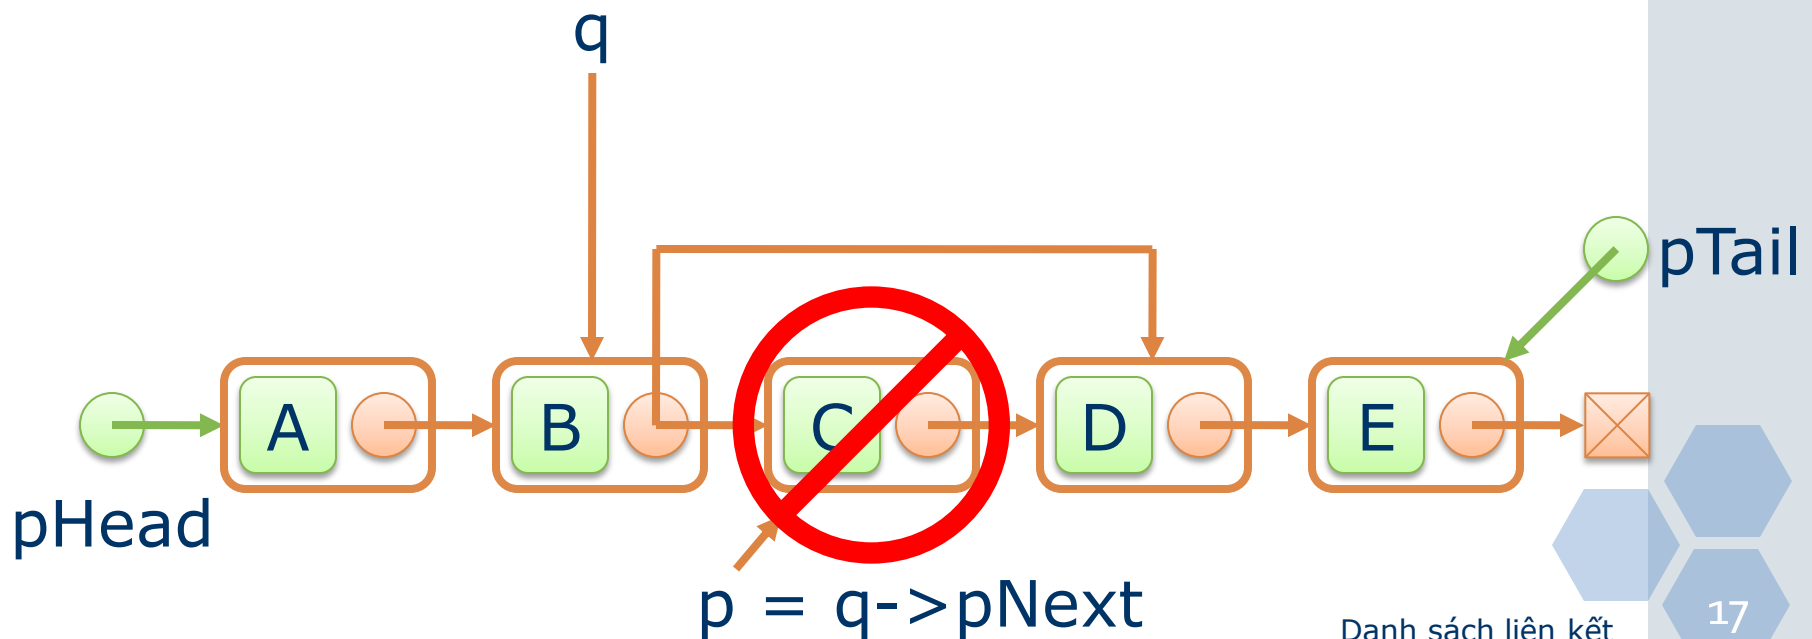 q
pTail
A B C D E
pHead
p = q->pNext
Danh sách liên kết
17